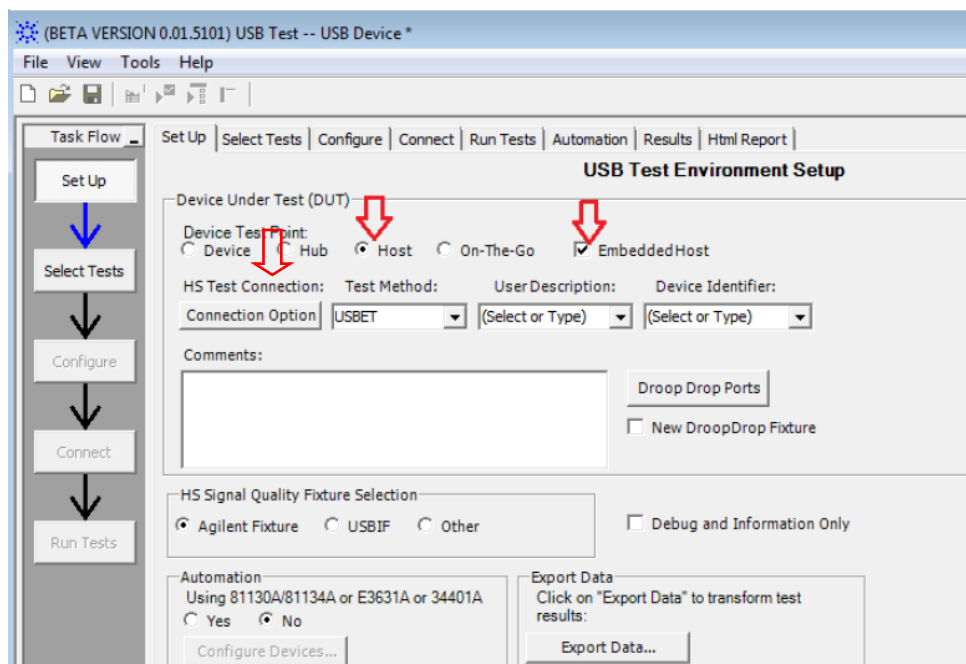 (BETA VERSION 0.01.5101) USB Test -- USB Device *
File View Tools Help
Task Flow
Set Up
Select Tests
Configure
Connect
Run Tests
Set Up Select Tests Configure Connect Run Tests Automation Results Html Report
USB Test Environment Setup
Device Under Test (DUT)
Device Test Point:
Device Hub Host On-The-Go Embedded Host
HS Test Connection: Test Method: User Description: Device Identifier:
Connection Option USBET (Select or Type) (Select or Type)
Comments:
Droop Drop Ports
New DroopDrop Fixture
HS Signal Quality Fixture Selection
Agilent Fixture USBIF Other
Debug and Information Only
Automation
Using 81130A/81134A or E3631A or 34401A
Yes No
Configure Devices...
Export Data
Click on "Export Data" to transform test
results:
Export Data...